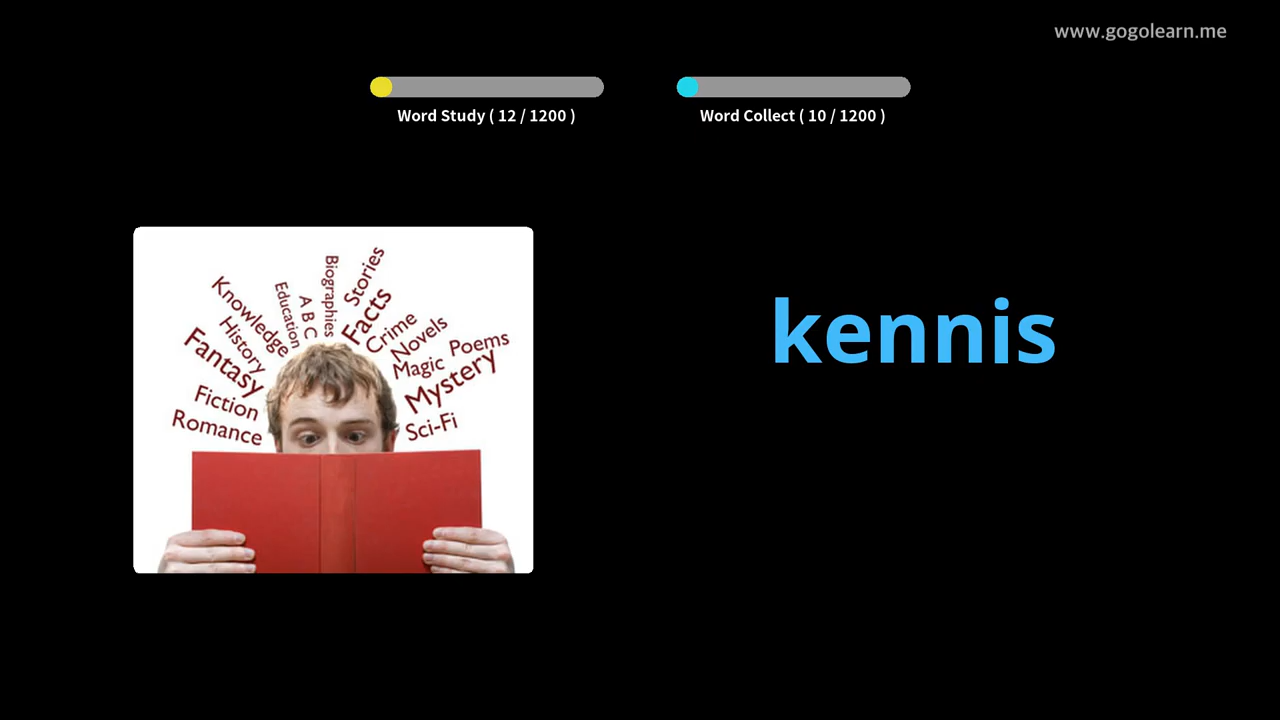 www.gogolearn.me
Word Study ( 12 / 1200 )
Word Collect ( 10 / 1200 )
kennis
Biographies
Stories
Education
A B C
Facts
Knowledge
Crime
History
Novels
Poems
Fantasy
Magic
Mystery
Fiction
Romance
Sci-Fi